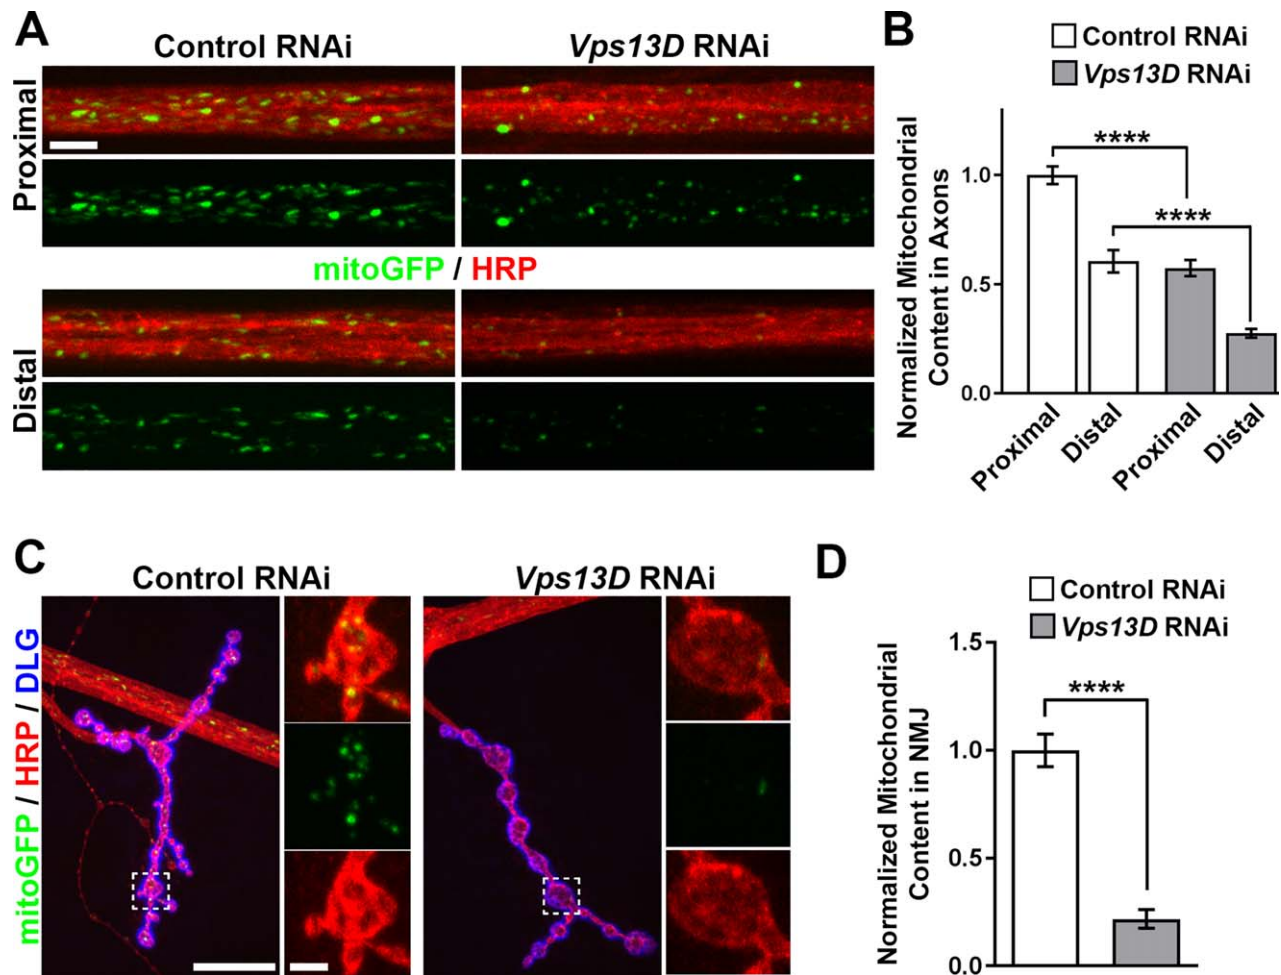 A
Control RNAi
Vps13D RNAi
Proximal
mitoGFP / HRP
Distal
B
Control RNAi
Vps13D RNAi
Normalized Mitochondrial
Content in Axons
1.0
0.5
0.0
****
****
Proximal
Distal
Proximal
Distal
C
Control RNAi
Vps13D RNAi
mitoGFP / HRP / DLG
D
Control RNAi
Vps13D RNAi
Normalized Mitochondrial
Content in NMJ
1.5
1.0
0.5
0.0
****